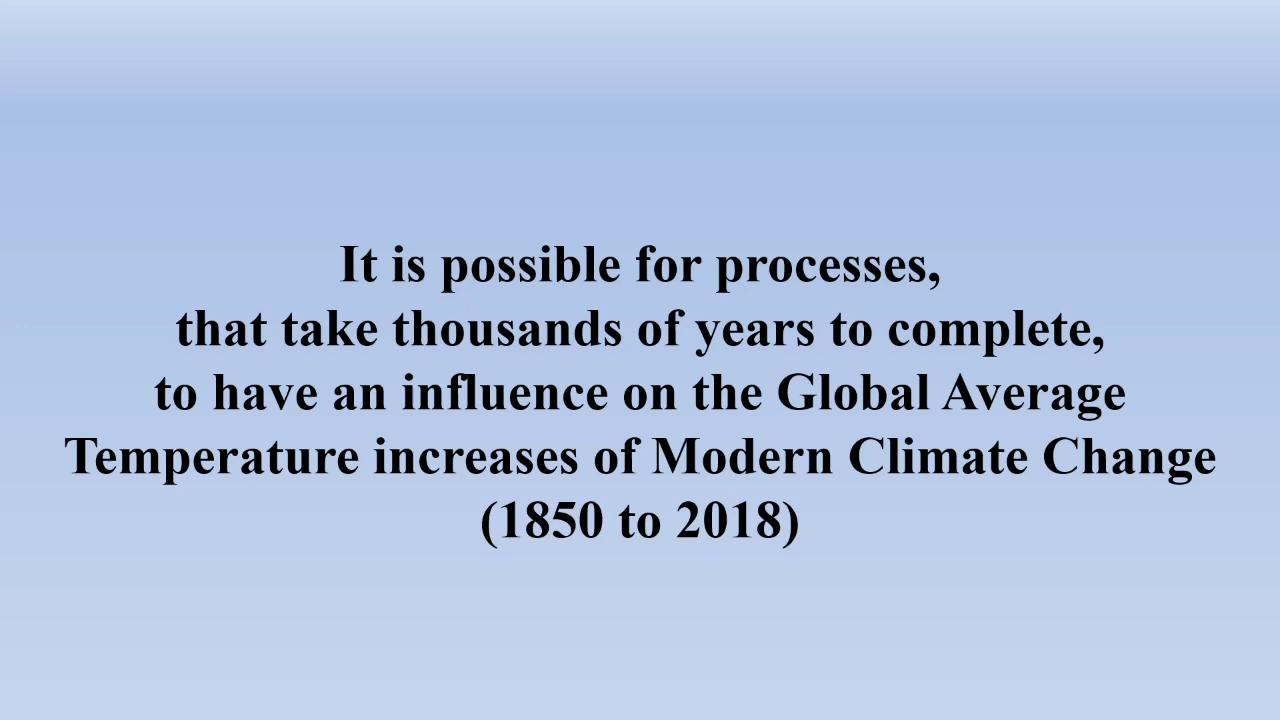 It is possible for processes,
that take thousands of years to complete,
to have an influence on the Global Average
Temperature increases of Modern Climate Change
(1850 to 2018)